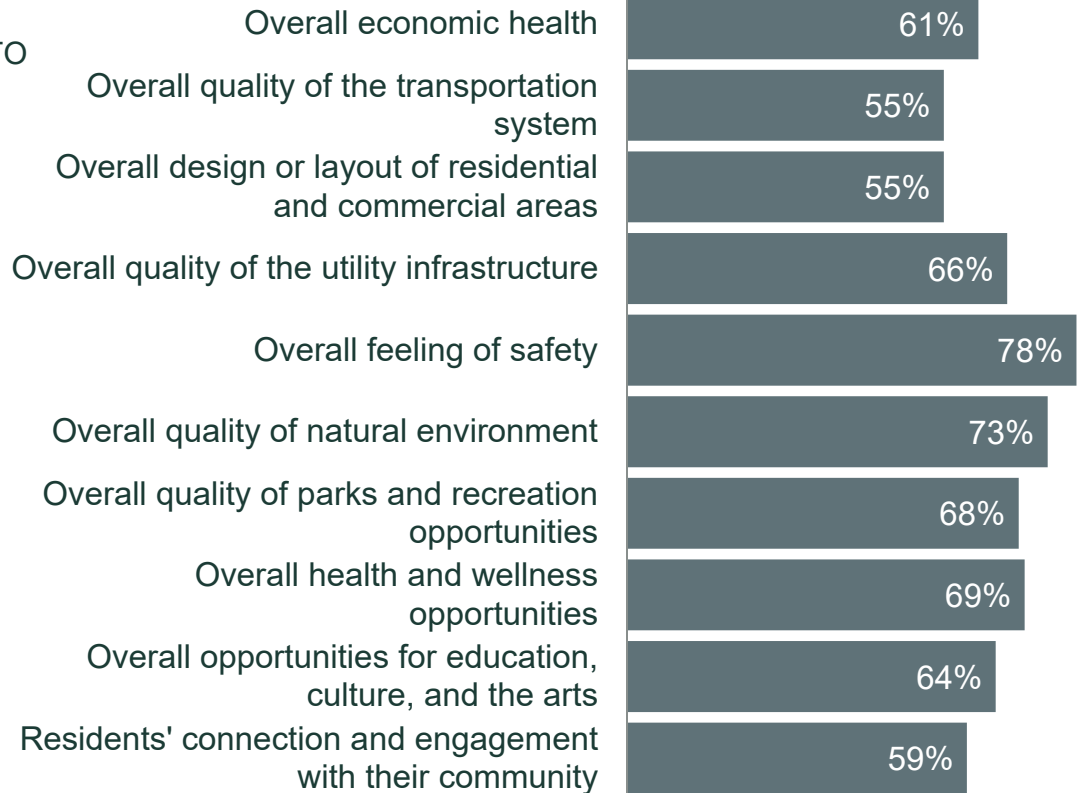 Overall economic health 61%
TO
Overall quality of the transportation
system 55%
Overall design or layout of residential
and commercial areas 55%
Overall quality of the utility infrastructure 66%
Overall feeling of safety 78%
Overall quality of natural environment 73%
Overall quality of parks and recreation
opportunities 68%
Overall health and wellness
opportunities 69%
Overall opportunities for education,
culture, and the arts 64%
Residents' connection and engagement
with their community 59%